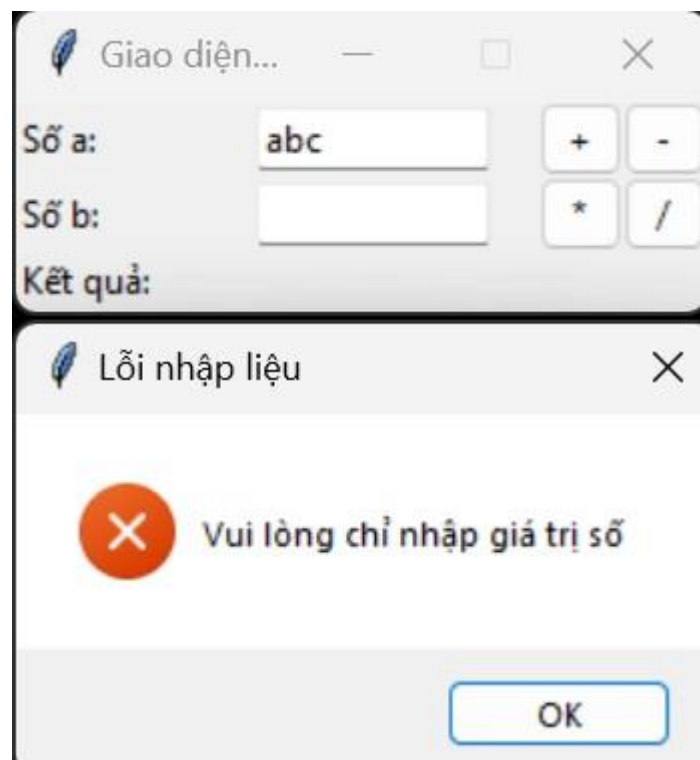 Giao diện...
Số a: abc + -
Số b: * /
Kết quả:
Lỗi nhập liệu
Vui lòng chỉ nhập giá trị số
OK